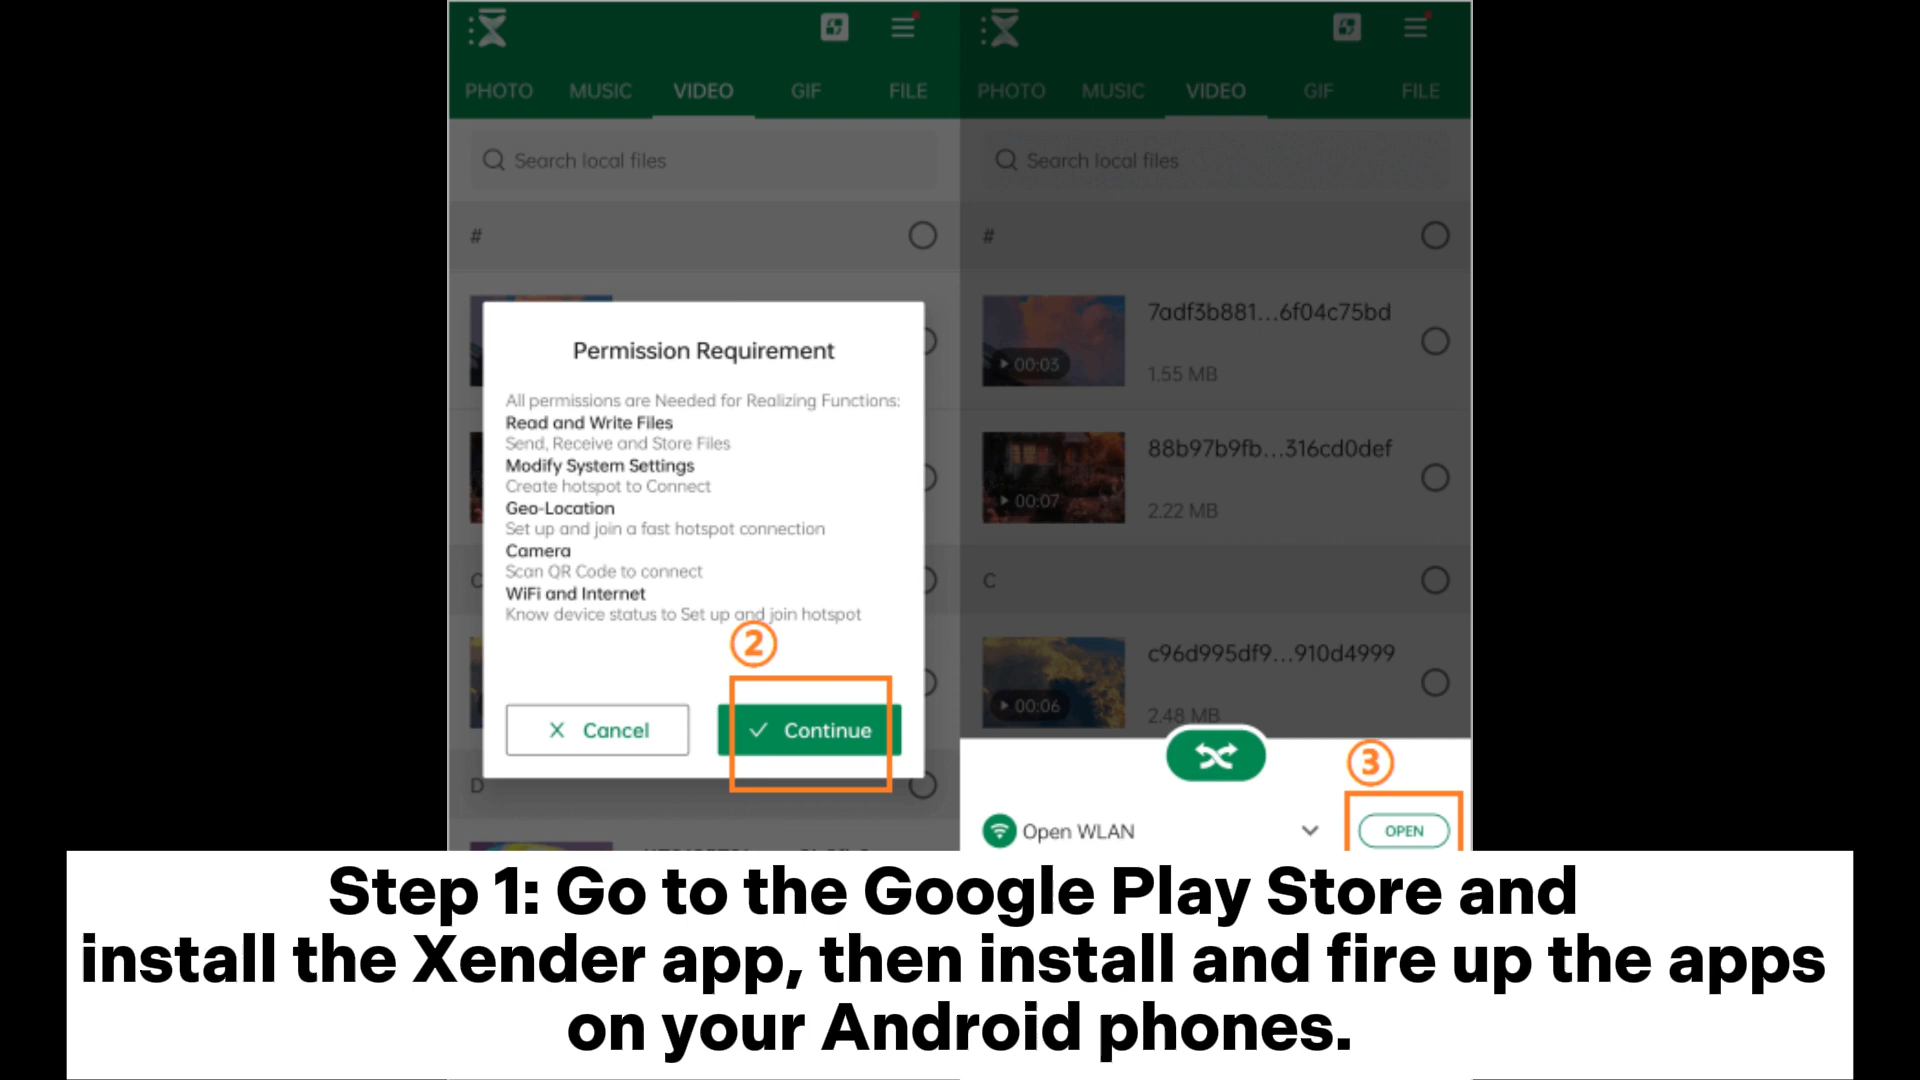 PHOTO MUSIC VIDEO GIF FILE
Search local files
#
Permission Requirement
All permissions are Needed for Realizing Functions:
Read and Write Files
Send, Receive and Store Files
Modify System Settings
Create hotspot to Connect
Geo-Location
Set up and join a fast hotspot connection
Camera
Scan QR Code to connect
WiFi and Internet
Know device status to Set up and join hotspot
2
Cancel Continue
D
PHOTO MUSIC VIDEO GIF FILE
Search local files
#
7adf3b881...6f04c75bd
00:03
1.55 MB
88b97b9fb...316cd0def
00:07
2.22 MB
C
c96d995df9...910d4999
00:06
2.48 MB
3
Open WLAN OPEN
Step 1: Go to the Google Play Store and
install the Xender app, then install and fire up the apps
on your Android phones.